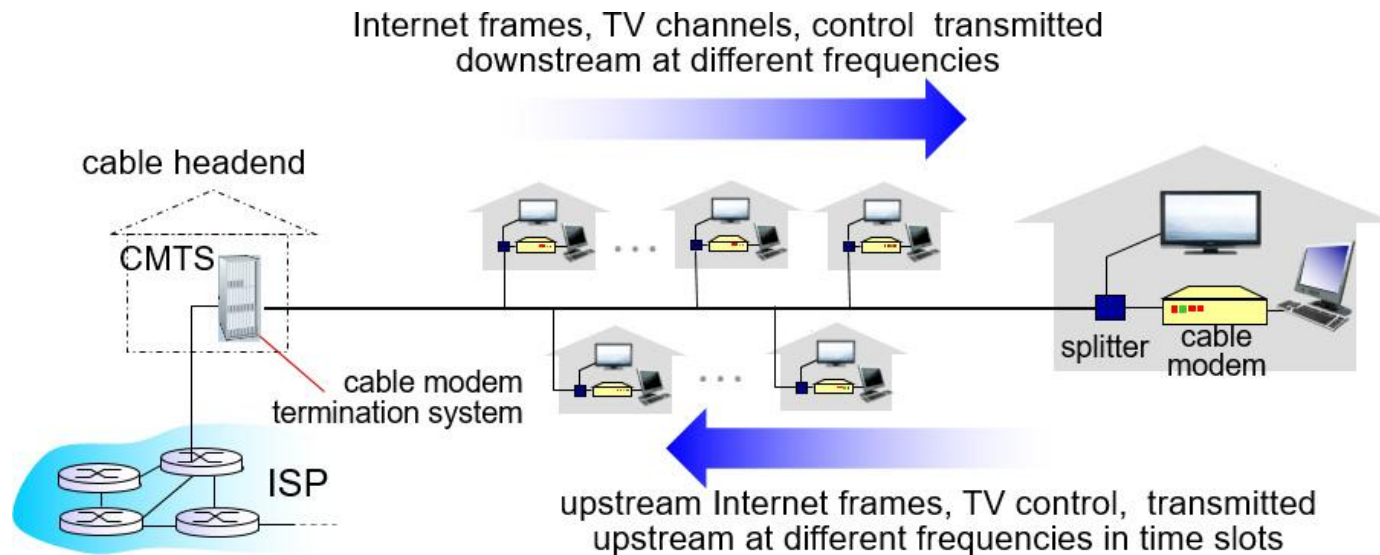 Internet frames, TV channels, control transmitted
downstream at different frequencies
cable headend
CMTS
splitter
cable
modem
cable modem
termination system
ISP
upstream Internet frames, TV control, transmitted
upstream at different frequencies in time slots